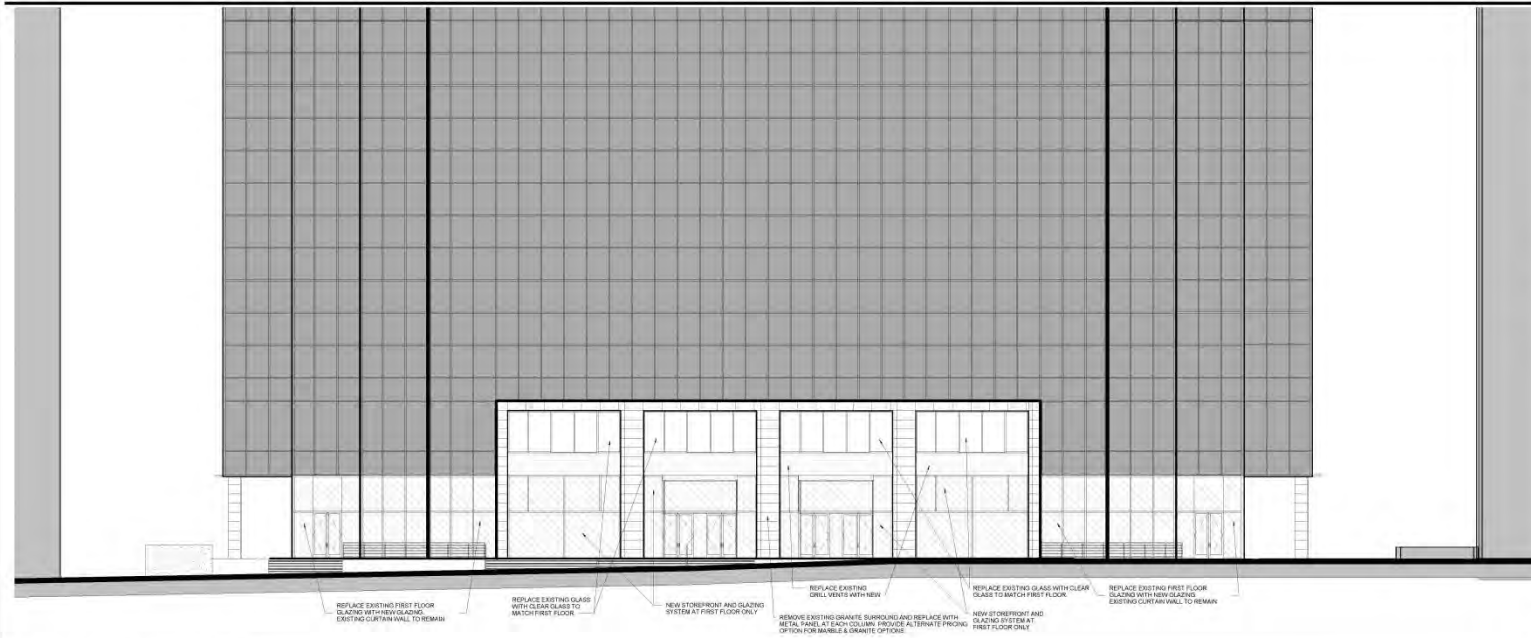 REPLACE EXISTING FIRST FLOOR
GLAZING WITH NEW GLAZING.
EXISTING CURTAIN WALL TO REMAIN
REPLACE EXISTING GLASS
WITH CLEAR GLASS TO
MATCH FIRST FLOOR
NEW STOREFRONT AND GLAZING
SYSTEM AT FIRST FLOOR ONLY
REMOVE EXISTING GRANITE SURROUND AND REPLACE WITH
METAL PANEL AT EACH COLUMN. PROVIDE ALTERNATE PRICING
OPTION FOR MARBLE & GRANITE OPTIONS.
REPLACE EXISTING
GRILL VENTS WITH NEW
NEW STOREFRONT AND
GLAZING SYSTEM AT
FIRST FLOOR ONLY
REPLACE EXISTING GLASS WITH CLEAR
GLASS TO MATCH FIRST FLOOR
REPLACE EXISTING FIRST FLOOR
GLAZING WITH NEW GLAZING
EXISTING CURTAIN WALL TO REMAIN